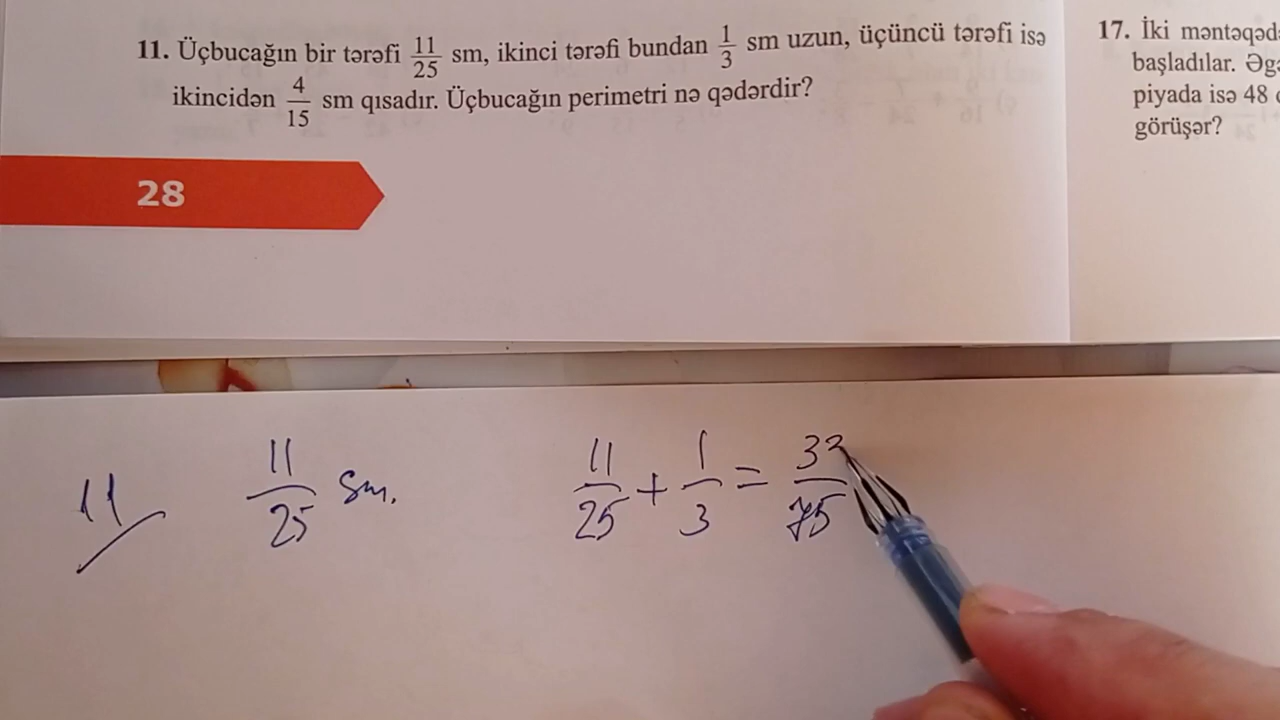 11. Üçbucağın bir tərəfi 11/25 sm, ikinci tərəfi bundan 1/3 sm uzun, üçüncü tərəfi isə
ikincidən 4/15 sm qısadır. Üçbucağın perimetri nə qədərdir?
28
17. İki məntəqəd
başladılar. Əg
piyada isə 48
görüşər?
11 11/25 sm. 11/25 + 1/3 = 33/75